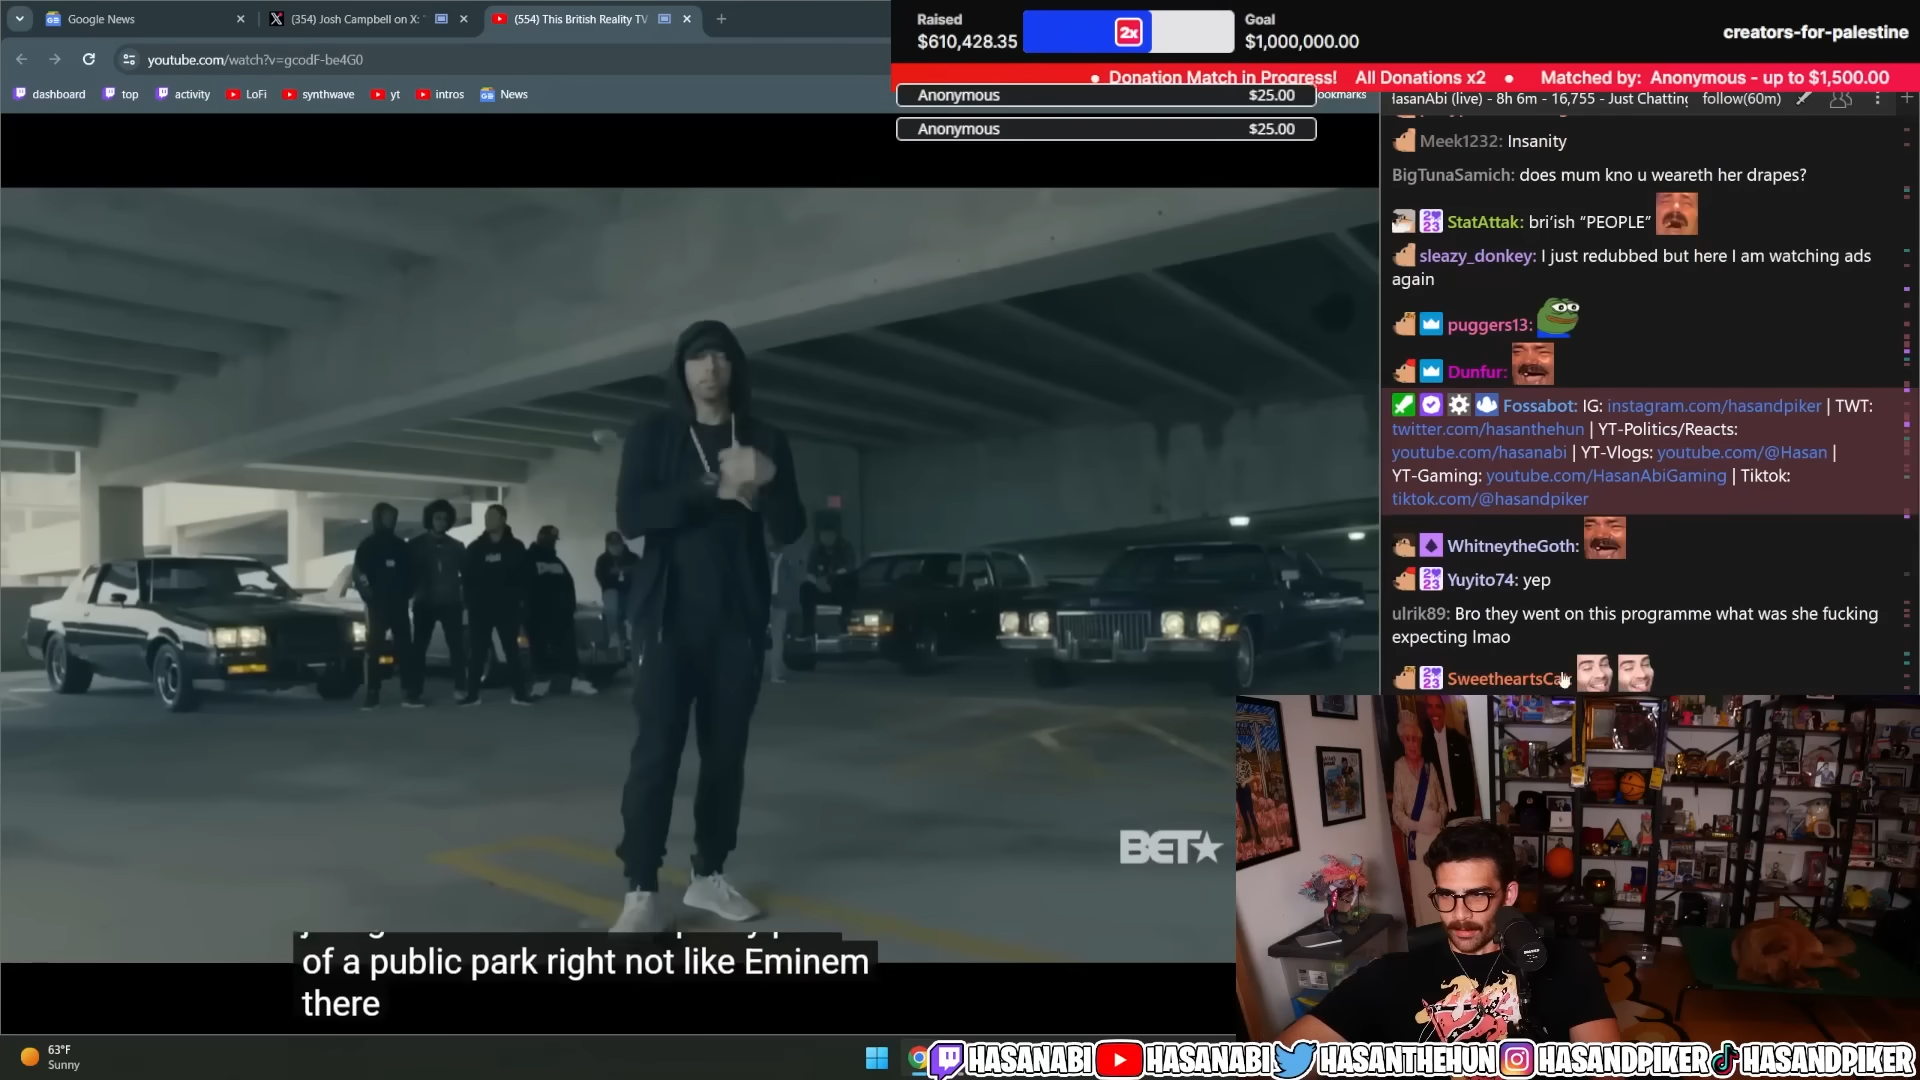 Google News
(354) Josh Campbell on X:
(554) This British Reality TV
youtube.com/watch?v=gcodF-be4G0
dashboard
top
activity
LoFi
synthwave
yt
intros
News
Raised
$610,428.35
2x
Goal
$1,000,000.00
creators-for-palestine
• Donation Match in Progress! All Donations x2 • Matched by: Anonymous - up to $1,500.00
Anonymous $25.00
ookmarks
Anonymous $25.00
HasanAbi (live) - 8h 6m - 16,755 - Just Chatting
follow(60m)
Meek1232: Insanity
BigTunaSamich: does mum kno u weareth her drapes?
StatAttak: bri'ish “PEOPLE”
sleazy_donkey: I just redubbed but here I am watching ads
again
puggers13:
Dunfur:
Fossabot: IG: instagram.com/hasandpiker | TWT:
twitter.com/hasanthehun | YT-Politics/Reacts:
youtube.com/hasanabi | YT-Vlogs: youtube.com/@Hasan |
YT-Gaming: youtube.com/HasanAbiGaming | Tiktok:
tiktok.com/@hasandpiker
WhitneytheGoth:
Yuyito74: yep
ulrik89: Bro they went on this programme what was she fucking
expecting lmao
SweetheartsCa
BET
of a public park right not like Eminem
there
63°F
Sunny
HASANABI
HASANABI
HASANTHEHUN
HASANDPIKER
HASANDPIKER